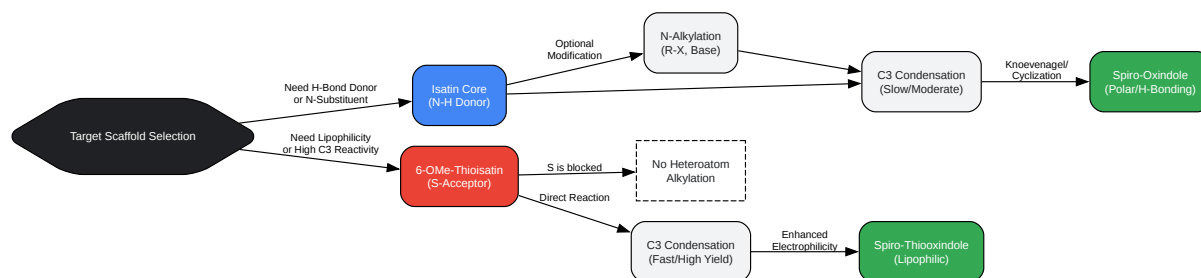 Target Scaffold Selection
Need H-Bond Donor
or N-Substituent
Need Lipophilicity
or High C3 Reactivity
Isatin Core
(N-H Donor)
6-OMe-Thioisatin
(S-Acceptor)
Optional
Modification
N-Alkylation
(R-X, Base)
S is blocked
No Heteroatom
Alkylation
Direct Reaction
C3 Condensation
(Slow/Moderate)
Knoevenagel/
Cyclization
Spiro-Oxindole
(Polar/H-Bonding)
C3 Condensation
(Fast/High Yield)
Enhanced
Electrophilicity
Spiro-Thiooxindole
(Lipophilic)